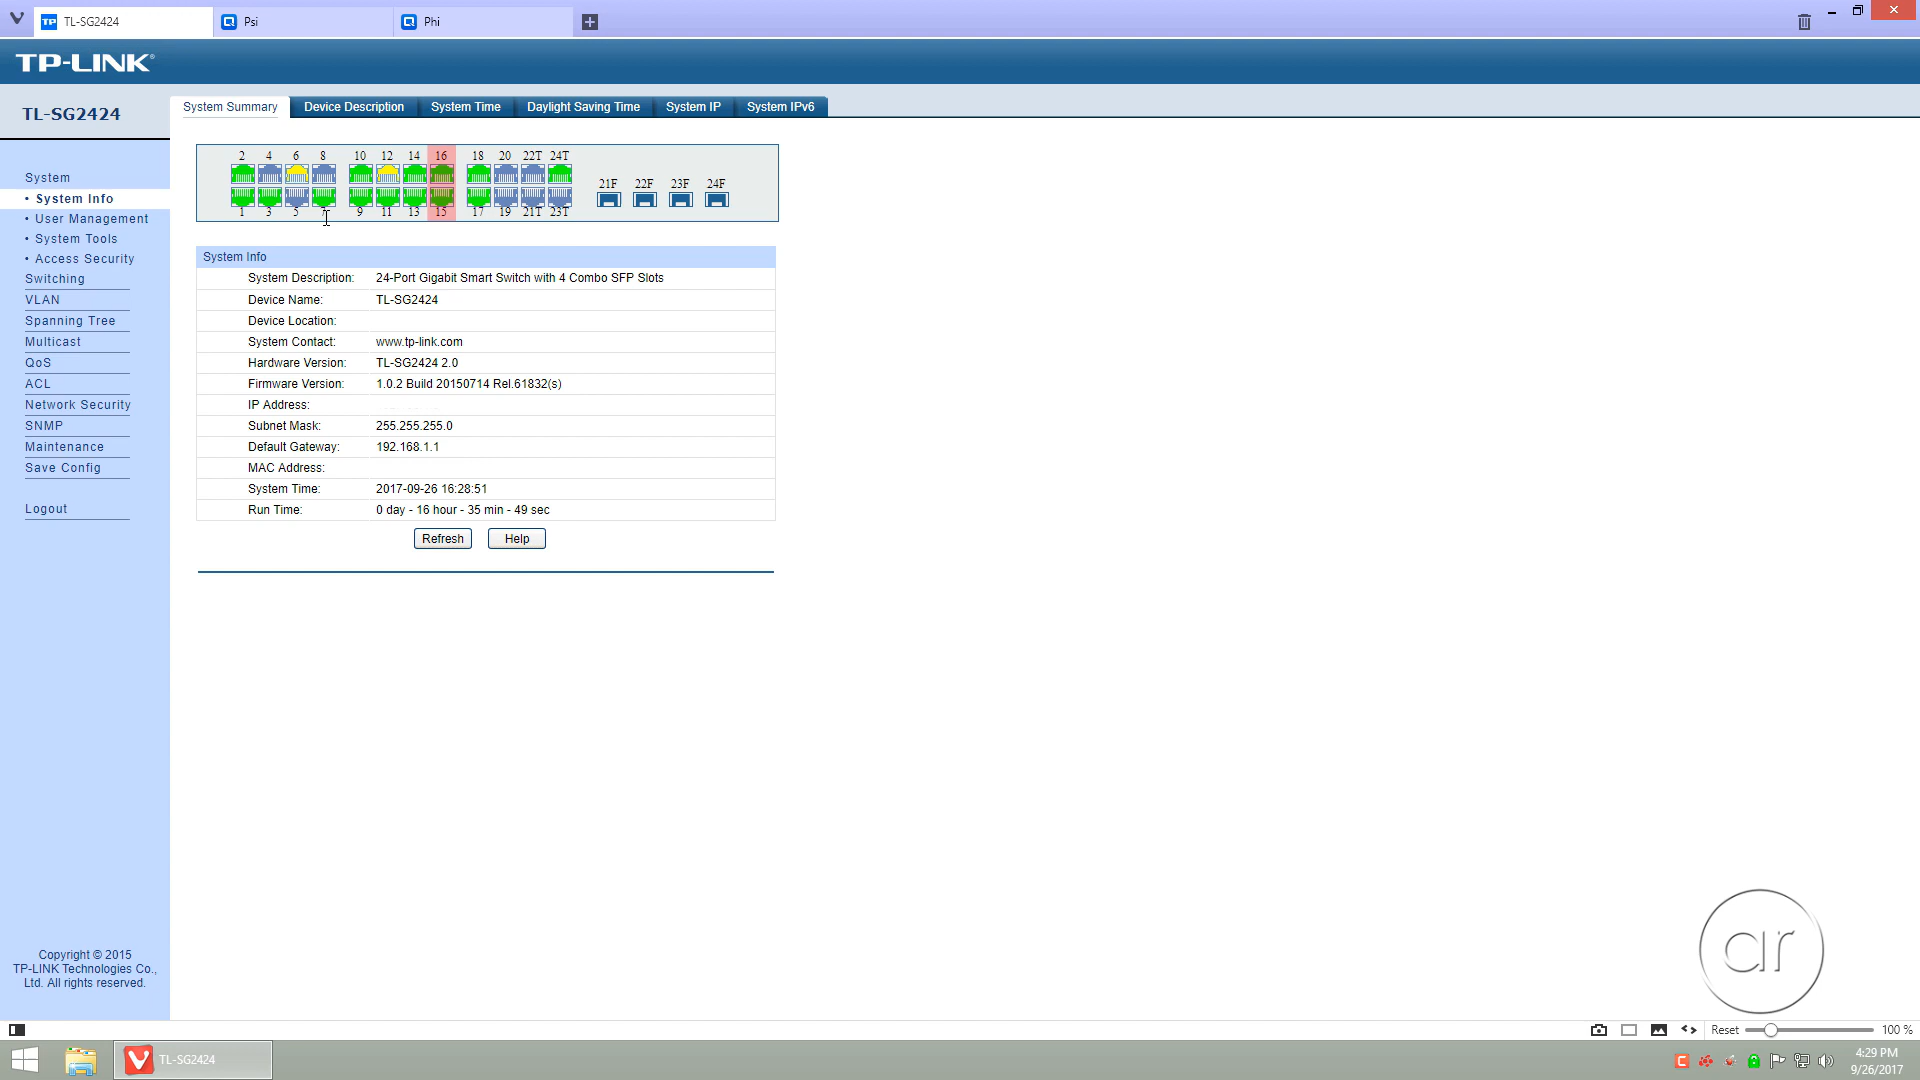 TL-SG2424
Psi
Phi
TP-LINK
TL-SG2424
System Summary
Device Description
System Time
Daylight Saving Time
System IP
System IPv6
2 4 6 8 10 12 14 16 18 20 22T 24T
21F 22F 23F 24F
1 3 5 7 9 11 13 15 17 19 21T 23T
System
• System Info
• User Management
• System Tools
• Access Security
Switching
VLAN
Spanning Tree
Multicast
QoS
ACL
Network Security
SNMP
Maintenance
Save Config
Logout
System Info
System Description: 24-Port Gigabit Smart Switch with 4 Combo SFP Slots
Device Name: TL-SG2424
Device Location:
System Contact: www.tp-link.com
Hardware Version: TL-SG2424 2.0
Firmware Version: 1.0.2 Build 20150714 Rel.61832(s)
IP Address:
Subnet Mask: 255.255.255.0
Default Gateway: 192.168.1.1
MAC Address:
System Time: 2017-09-26 16:28:51
Run Time: 0 day - 16 hour - 35 min - 49 sec
Refresh
Help
Copyright © 2015
TP-LINK Technologies Co.,
Ltd. All rights reserved.
ar
Reset
100 %
TL-SG2424
4:29 PM
9/26/2017